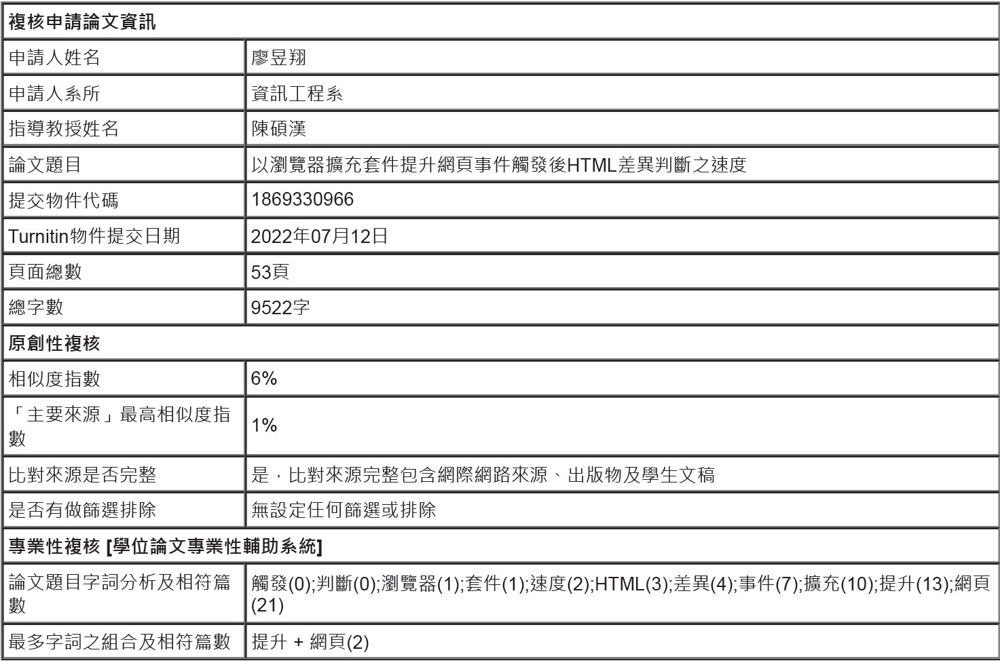 複核申請論文資訊
申請人姓名 廖昱翔
申請人系所 資訊工程系
指導教授姓名 陳碩漢
論文題目 以瀏覽器擴充套件提升網頁事件觸發後HTML差異判斷之速度
提交物件代碼 1869330966
Turnitin物件提交日期 2022年07月12日
頁面總數 53頁
總字數 9522字
原創性複核
相似度指數 6%
「主要來源」最高相似度指
數
1%
比對來源是否完整 是，比對來源完整包含網際網路來源、出版物及學生文稿
是否有做篩選排除 無設定任何篩選或排除
專業性複核 [學位論文專業性輔助系統]
論文題目字詞分析及相符篇
數
觸發(0);判斷(0);瀏覽器(1);套件(1);速度(2);HTML(3);差異(4);事件(7);擴充(10);提升(13);網頁
(21)
最多字詞之組合及相符篇數 提升 + 網頁(2)